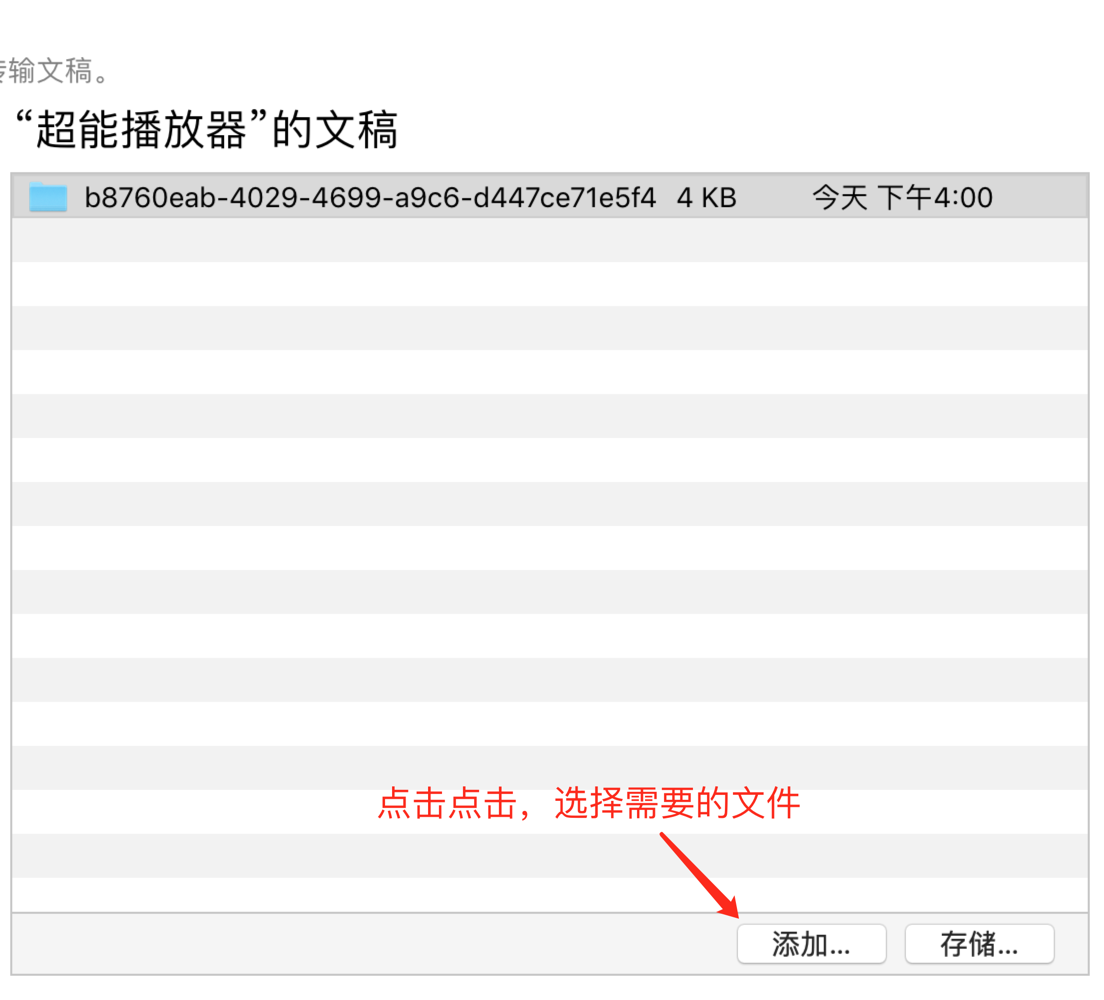 输文稿。
“超能播放器”的文稿
b8760eab-4029-4699-a9c6-d447ce71e5f4 4 KB 今天 下午4:00
点击点击，选择需要的文件
添加... 存储...